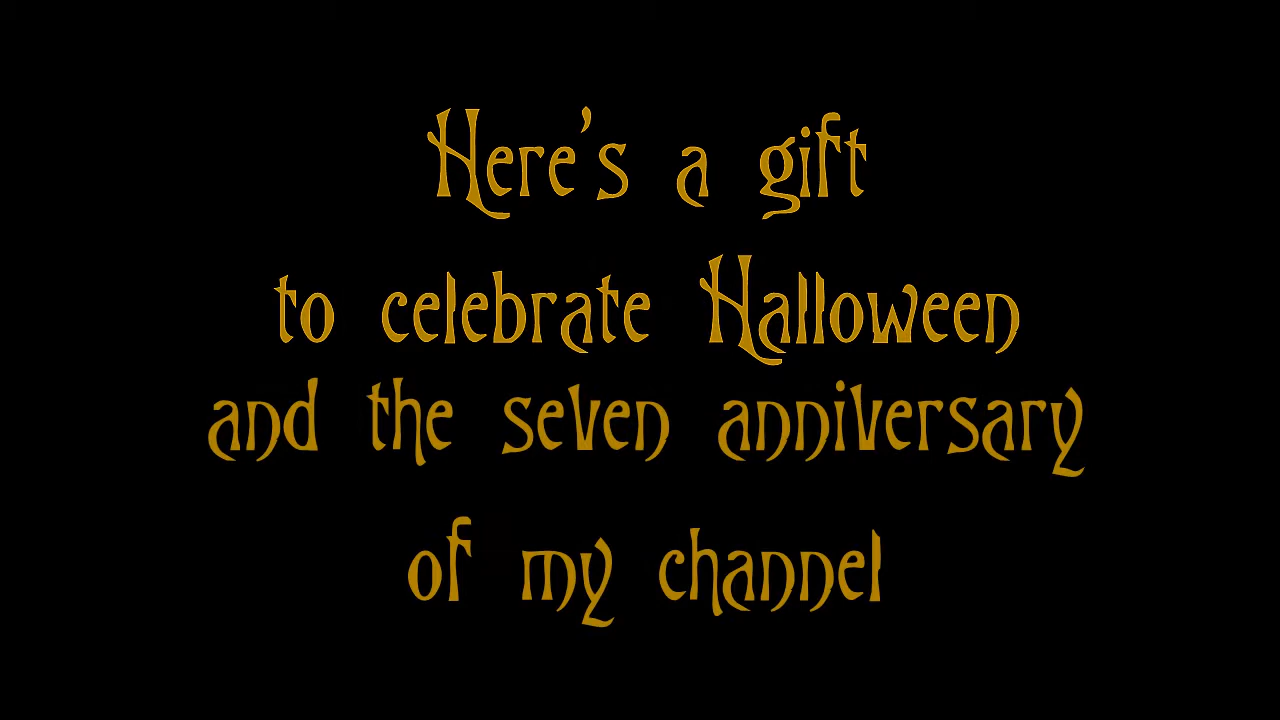 Here's a gift
to celebrate Halloween
and the seven anniversary
of my channel